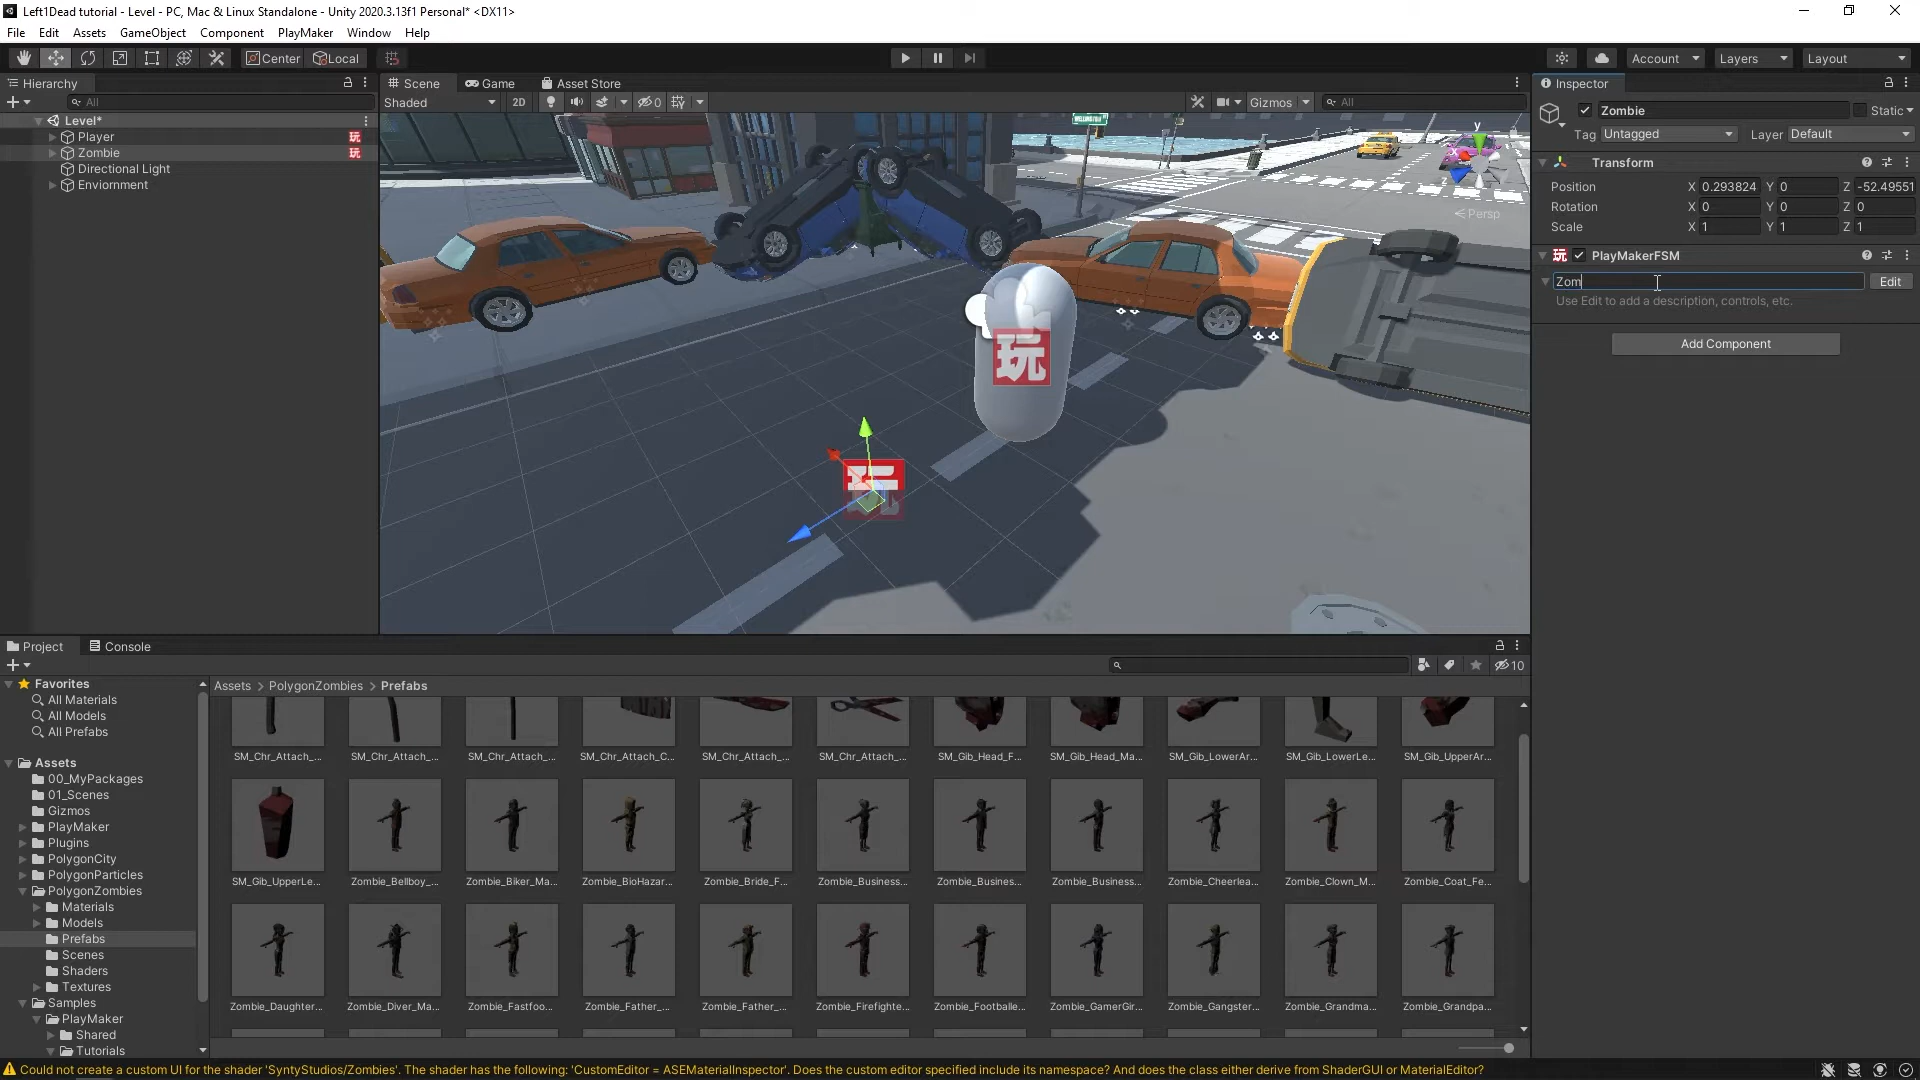 Left1Dead tutorial - Level - PC, Mac & Linux Standalone - Unity 2020.3.13f1 Personal* <DX11>
File Edit Assets GameObject Component PlayMaker Window Help
Center Local Account Layers Layout
Hierarchy
All
Level*
Player 玩
Zombie 玩
Directional Light
Enviornment
Scene Game Asset Store
Shaded 2D 0 Gizmos All
y
x
z
Persp
玩
玩
Inspector
Zombie Static
Tag Untagged Layer Default
Transform
Position X 0.293824 Y 0 Z -52.49551
Rotation X 0 Y 0 Z 0
Scale X 1 Y 1 Z 1
玩 PlayMakerFSM
Zom Edit
Use Edit to add a description, controls, etc.
Add Component
Project Console
10
Favorites
All Materials
All Models
All Prefabs
Assets
00_MyPackages
01_Scenes
Gizmos
PlayMaker
Plugins
PolygonCity
PolygonParticles
PolygonZombies
Materials
Models
Prefabs
Scenes
Shaders
Textures
Samples
PlayMaker
Shared
Tutorials
Assets > PolygonZombies > Prefabs
SM_Chr_Attach_... SM_Chr_Attach_... SM_Chr_Attach_... SM_Chr_Attach_C... SM_Chr_Attach_... SM_Chr_Attach_... SM_Gib_Head_F... SM_Gib_Head_Ma... SM_Gib_LowerAr... SM_Gib_LowerLe... SM_Gib_UpperAr...
SM_Gib_UpperLe... Zombie_Bellboy_... Zombie_Biker_Ma... Zombie_BioHazar... Zombie_Bride_F... Zombie_Business... Zombie_Busines... Zombie_Business... Zombie_Cheerlea... Zombie_Clown_M... Zombie_Coat_Fe...
Zombie_Daughter... Zombie_Diver_Ma... Zombie_Fastfoo... Zombie_Father_... Zombie_Father_... Zombie_Firefighte... Zombie_Footballe... Zombie_GamerGir... Zombie_Gangster... Zombie_Grandma... Zombie_Grandpa...
Could not create a custom UI for the shader 'SyntyStudios/Zombies'. The shader has the following: 'CustomEditor = ASEMaterialInspector'. Does the custom editor specified include its namespace? And does the class either derive from ShaderGUI or MaterialEditor?